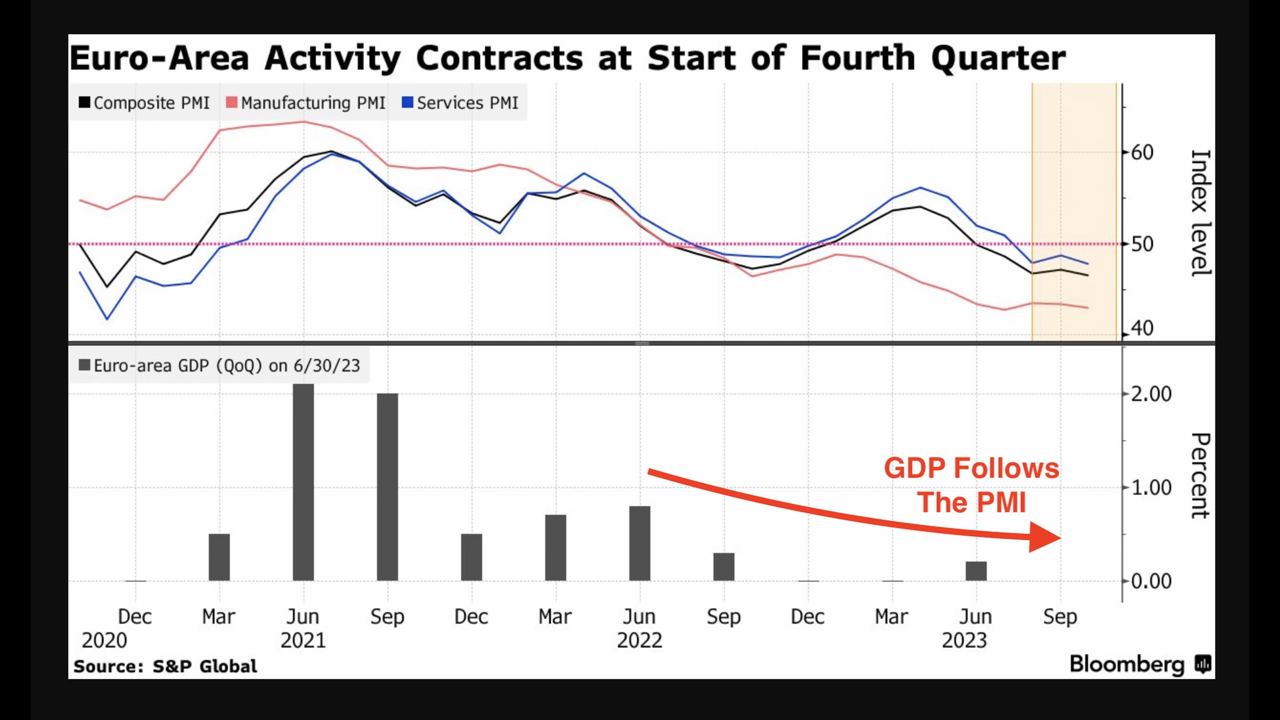 Euro-Area Activity Contracts at Start of Fourth Quarter
Composite PMI Manufacturing PMI Services PMI
60
50
40
Index level
Euro-area GDP (QoQ) on 6/30/23
2.00
1.00
0.00
Percent
GDP Follows
The PMI
Dec Mar Jun Sep Dec Mar Jun Sep Dec Mar Jun Sep
2020 2021 2022 2023
Source: S&P Global
Bloomberg